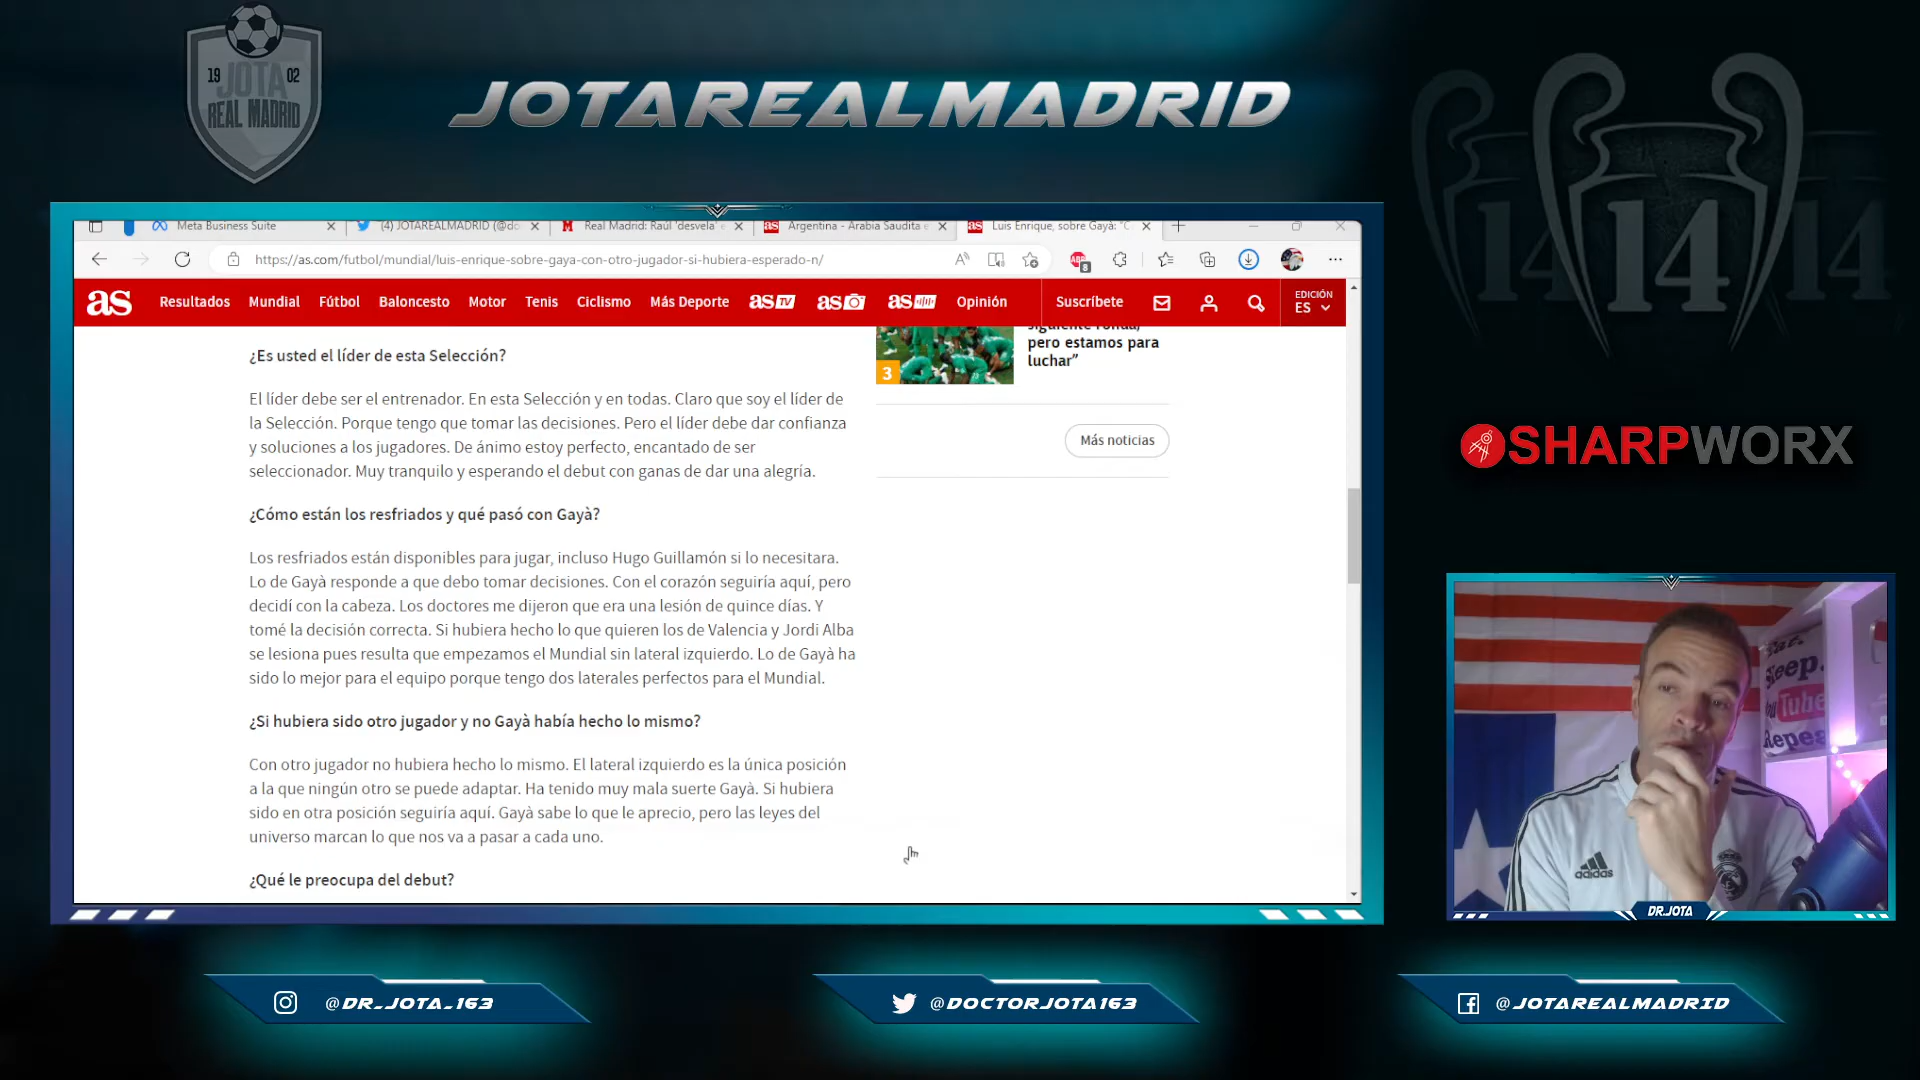 19 02
JOTA
REAL MADRID
JOTAREALMADRID
14
Meta Business Suite
(4) JOTAREALMADRID (@do
Real Madrid: Raúl 'desvela' e
Argentina - Arabia Saudita e
Luis Enrique, sobre Gayà: "C
https://as.com/futbol/mundial/luis-enrique-sobre-gaya-con-otro-jugador-si-hubiera-esperado-n/
8
as Resultados Mundial Fútbol Baloncesto Motor Tenis Ciclismo Más Deporte as TV as as Opinión Suscríbete EDICIÓN
ES
¿Es usted el líder de esta Selección?
El líder debe ser el entrenador. En esta Selección y en todas. Claro que soy el líder de
la Selección. Porque tengo que tomar las decisiones. Pero el líder debe dar confianza
y soluciones a los jugadores. De ánimo estoy perfecto, encantado de ser
seleccionador. Muy tranquilo y esperando el debut con ganas de dar una alegría.
¿Cómo están los resfriados y qué pasó con Gayà?
Los resfriados están disponibles para jugar, incluso Hugo Guillamón si lo necesitara.
Lo de Gayà responde a que debo tomar decisiones. Con el corazón seguiría aquí, pero
decidí con la cabeza. Los doctores me dijeron que era una lesión de quince días. Y
tomé la decisión correcta. Si hubiera hecho lo que quieren los de Valencia y Jordi Alba
se lesiona pues resulta que empezamos el Mundial sin lateral izquierdo. Lo de Gayà ha
sido lo mejor para el equipo porque tengo dos laterales perfectos para el Mundial.
¿Si hubiera sido otro jugador y no Gayà había hecho lo mismo?
Con otro jugador no hubiera hecho lo mismo. El lateral izquierdo es la única posición
a la que ningún otro se puede adaptar. Ha tenido muy mala suerte Gayà. Si hubiera
sido en otra posición seguiría aquí. Gayà sabe lo que le aprecio, pero las leyes del
universo marcan lo que nos va a pasar a cada uno.
¿Qué le preocupa del debut?
siguiente ronda,
pero estamos para
luchar”
3
Más noticias
SHARPWORX
Eat.
Sleep.
YouTube
Repeat
adidas
DR.JOTA
@DR_JOTA_163
@DOCTORJOTA163
@JOTAREALMADRID